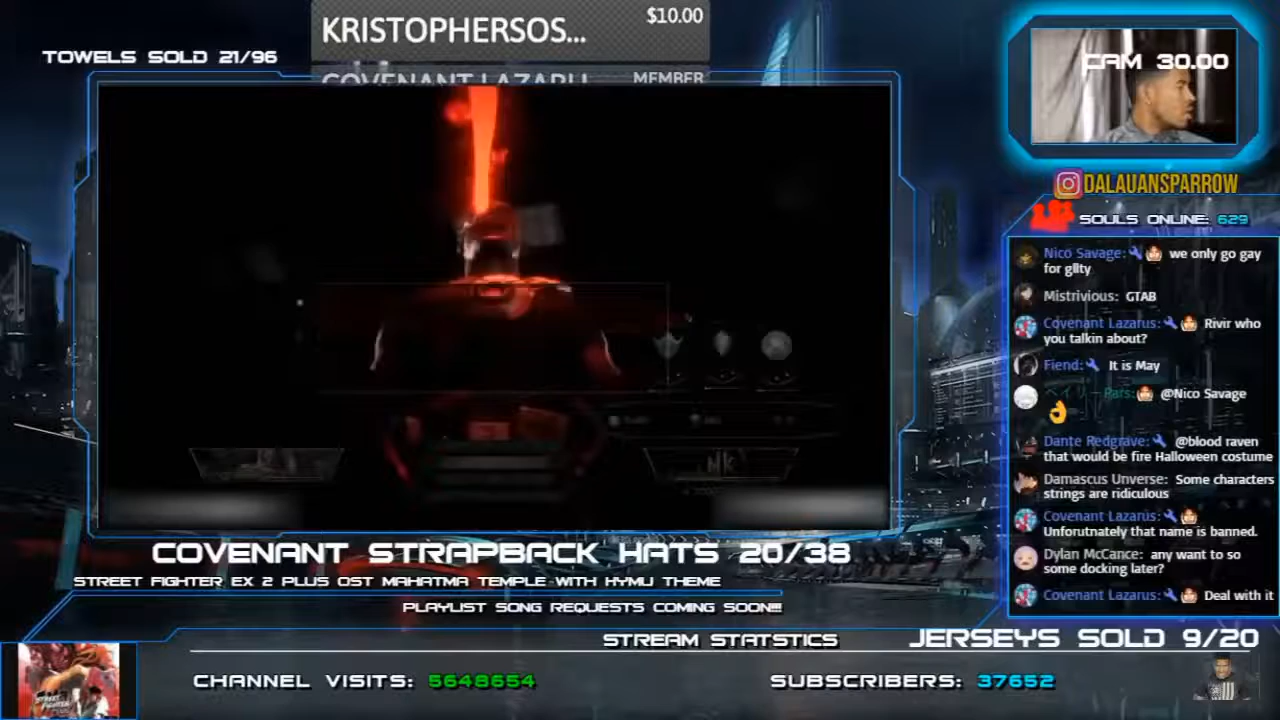 KRISTOPHERSOS...
$10.00
TOWELS SOLD 21/96
COVENANT LAZARU
MEMBER
CAM 30.00
DALAUANSPARROW
SOULS ONLINE: 629
Nico Savage: we only go gay
for gllty
Mistrivious: GTAB
Covenant Lazarus: Rivir who
you talkin about?
Fiend: It is May
Pars: @Nico Savage
Dante Redgrave: @blood raven
that would be fire Halloween costume
Damascus Unverse: Some characters
strings are ridiculous
Covenant Lazarus:
Unforutnately that name is banned.
Dylan McCance: any want to so
some docking later?
Covenant Lazarus: Deal with it
COVENANT STRAPBACK HATS 20/38
STREET FIGHTER EX 2 PLUS OST MAHATMA TEMPLE WITH HYMU THEME
PLAYLIST SONG REQUESTS COMING SOON!!!
STREAM STATSTICS
JERSEYS SOLD 9/20
CHANNEL VISITS: 5648654
SUBSCRIBERS: 37652